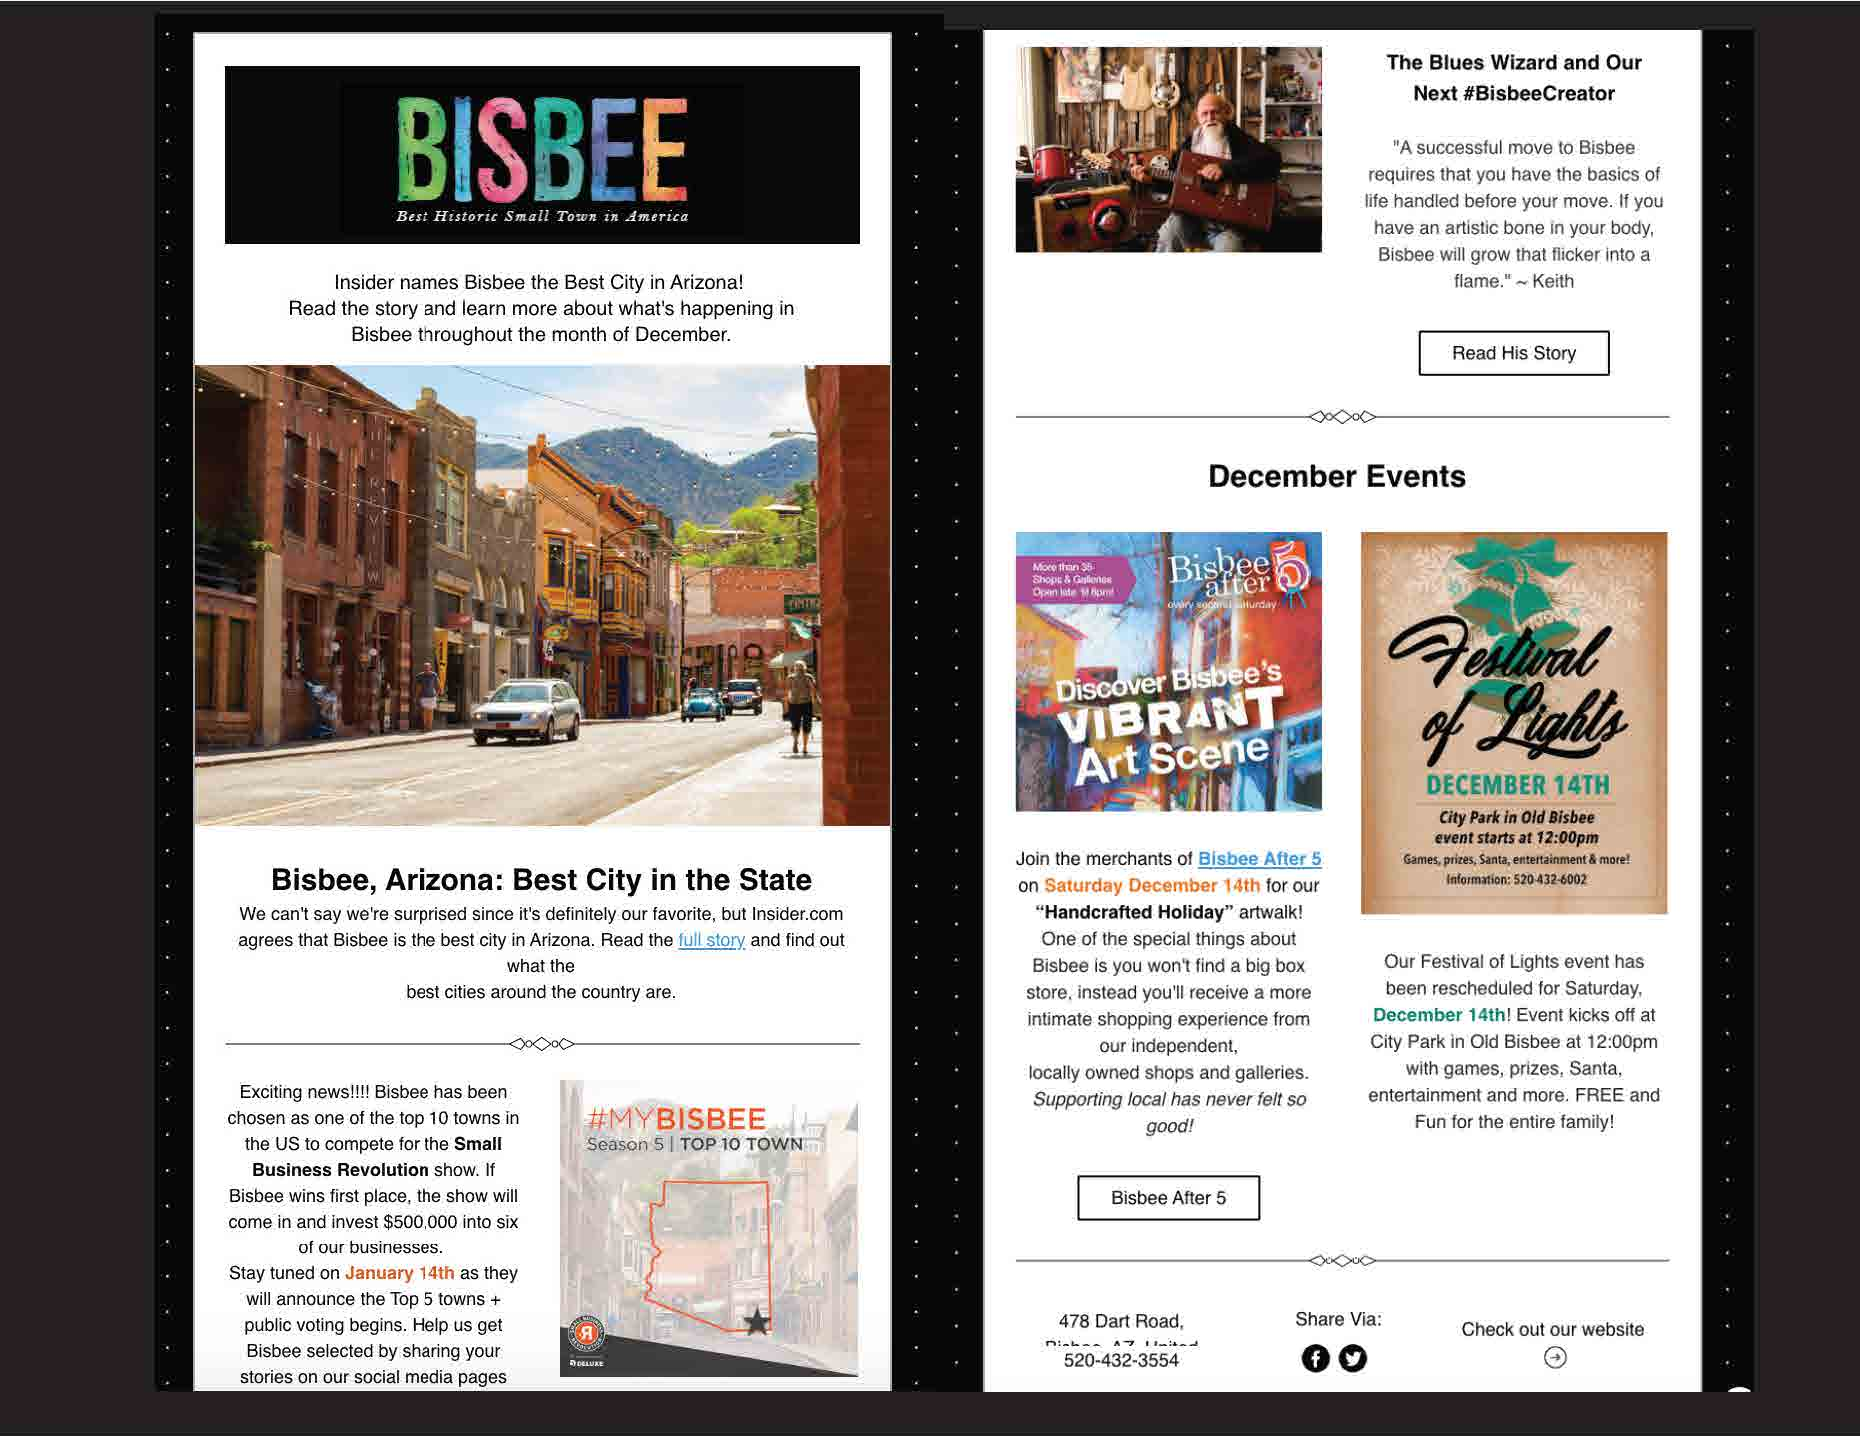 BISBEE
Best Historic Small Town in America
Insider names Bisbee the Best City in Arizona!
Read the story and learn more about what's happening in
Bisbee throughout the month of December.
Bisbee, Arizona: Best City in the State
We can't say we're surprised since it's definitely our favorite, but Insider.com
agrees that Bisbee is the best city in Arizona. Read the full story and find out
what the
best cities around the country are.
Exciting news!!!! Bisbee has been
chosen as one of the top 10 towns in
the US to compete for the Small
Business Revolution show. If
Bisbee wins first place, the show will
come in and invest $500,000 into six
of our businesses.
Stay tuned on January 14th as they
will announce the Top 5 towns +
public voting begins. Help us get
Bisbee selected by sharing your
stories on our social media pages
#MYBISBEE
Season 5 | TOP 10 TOWN
R
DELUXE
The Blues Wizard and Our
Next #BisbeeCreator
"A successful move to Bisbee
requires that you have the basics of
life handled before your move. If you
have an artistic bone in your body,
Bisbee will grow that flicker into a
flame." ~ Keith
Read His Story
December Events
More than 35
Shops & Galleries
Open late 'til 8pm!
Bisbee
after 5
every second saturday
Discover Bisbee's
VIBRANT
Art Scene
Join the merchants of Bisbee After 5
on Saturday December 14th for our
“Handcrafted Holiday” artwalk!
One of the special things about
Bisbee is you won't find a big box
store, instead you'll receive a more
intimate shopping experience from
our independent,
locally owned shops and galleries.
Supporting local has never felt so
good!
Bisbee After 5
Festival
of Lights
DECEMBER 14TH
City Park in Old Bisbee
event starts at 12:00pm
Games, prizes, Santa, entertainment & more!
Information: 520-432-6002
Our Festival of Lights event has
been rescheduled for Saturday,
December 14th! Event kicks off at
City Park in Old Bisbee at 12:00pm
with games, prizes, Santa,
entertainment and more. FREE and
Fun for the entire family!
478 Dart Road,
Bisbee, AZ, United
520-432-3554
Share Via:
Check out our website